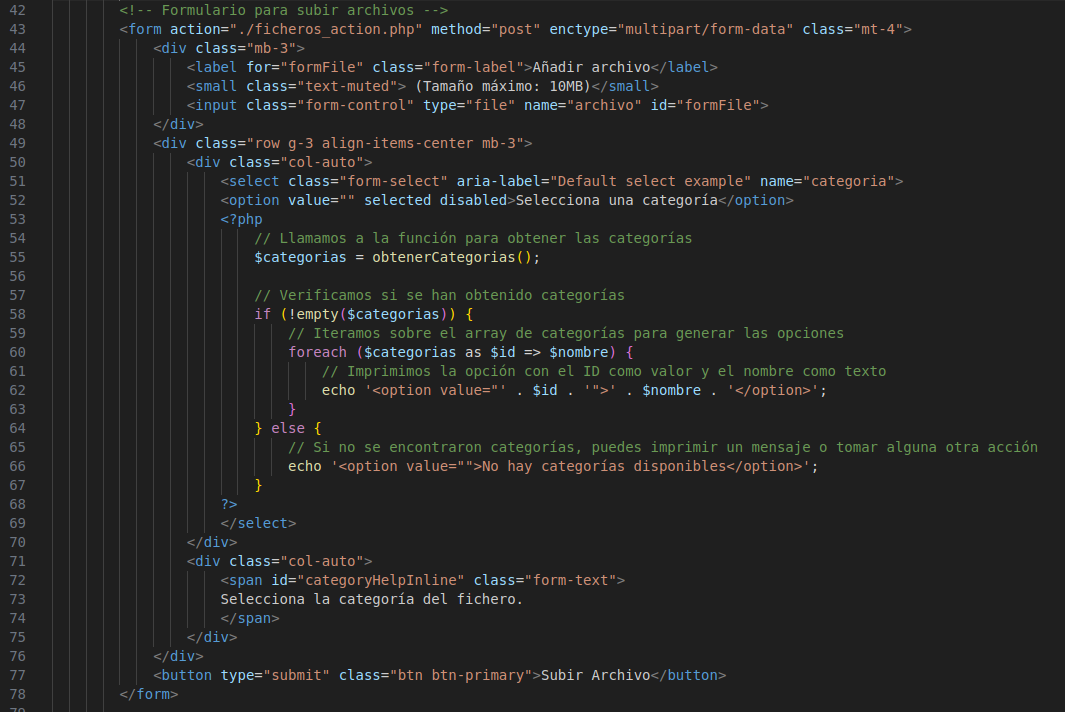 42 <!-- Formulario para subir archivos -->
43 <form action="./ficheros_action.php" method="post" enctype="multipart/form-data" class="mt-4">
44 <div class="mb-3">
45 <label for="formFile" class="form-label">Añadir archivo</label>
46 <small class="text-muted"> (Tamaño máximo: 10MB)</small>
47 <input class="form-control" type="file" name="archivo" id="formFile">
48 </div>
49 <div class="row g-3 align-items-center mb-3">
50 <div class="col-auto">
51 <select class="form-select" aria-label="Default select example" name="categoria">
52 <option value="" selected disabled>Selecciona una categoría</option>
53 <?php
54 // Llamamos a la función para obtener las categorías
55 $categorias = obtenerCategorias();
56
57 // Verificamos si se han obtenido categorías
58 if (!empty($categorias)) {
59 // Iteramos sobre el array de categorías para generar las opciones
60 foreach ($categorias as $id => $nombre) {
61 // Imprimimos la opción con el ID como valor y el nombre como texto
62 echo '<option value="' . $id . '">' . $nombre . '</option>';
63 }
64 } else {
65 // Si no se encontraron categorías, puedes imprimir un mensaje o tomar alguna otra acción
66 echo '<option value="">No hay categorías disponibles</option>';
67 }
68 ?>
69 </select>
70 </div>
71 <div class="col-auto">
72 <span id="categoryHelpInline" class="form-text">
73 Selecciona la categoría del fichero.
74 </span>
75 </div>
76 </div>
77 <button type="submit" class="btn btn-primary">Subir Archivo</button>
78 </form>
79